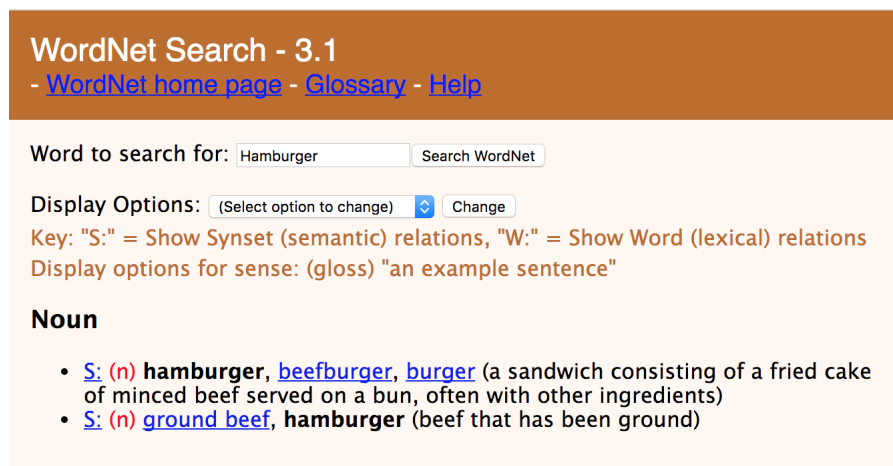 WordNet Search - 3.1
- WordNet home page - Glossary - Help
Word to search for: Hamburger Search WordNet
Display Options: (Select option to change) Change
Key: "S:" = Show Synset (semantic) relations, "W:" = Show Word (lexical) relations
Display options for sense: (gloss) "an example sentence"
Noun
• S: (n) hamburger, beefburger, burger (a sandwich consisting of a fried cake
of minced beef served on a bun, often with other ingredients)
• S: (n) ground beef, hamburger (beef that has been ground)